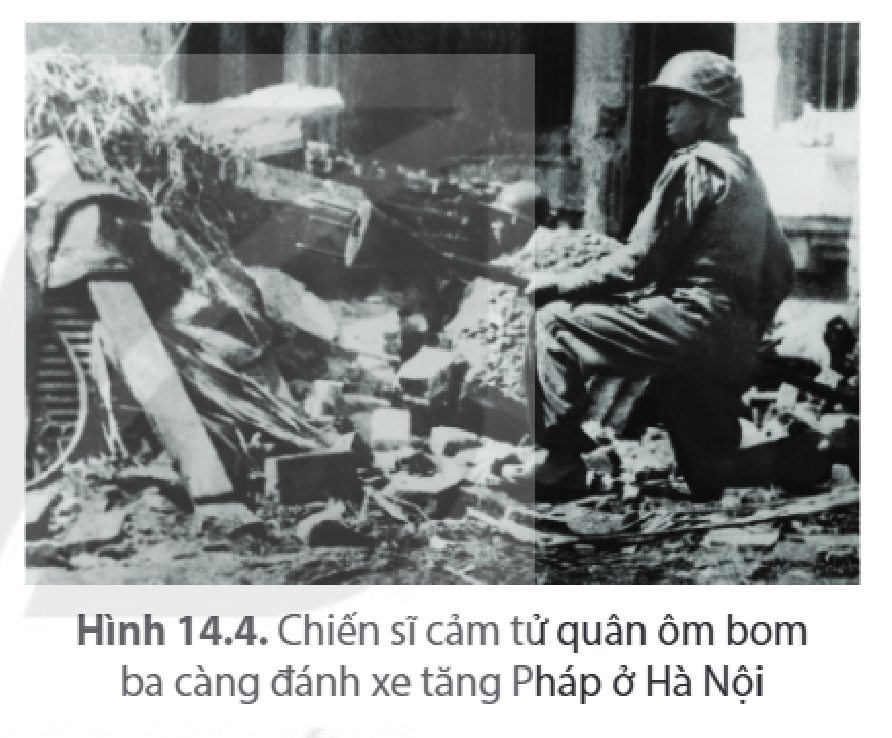 Hình 14.4. Chiến sĩ cảm tử quân ôm bom
ba càng đánh xe tăng Pháp ở Hà Nội